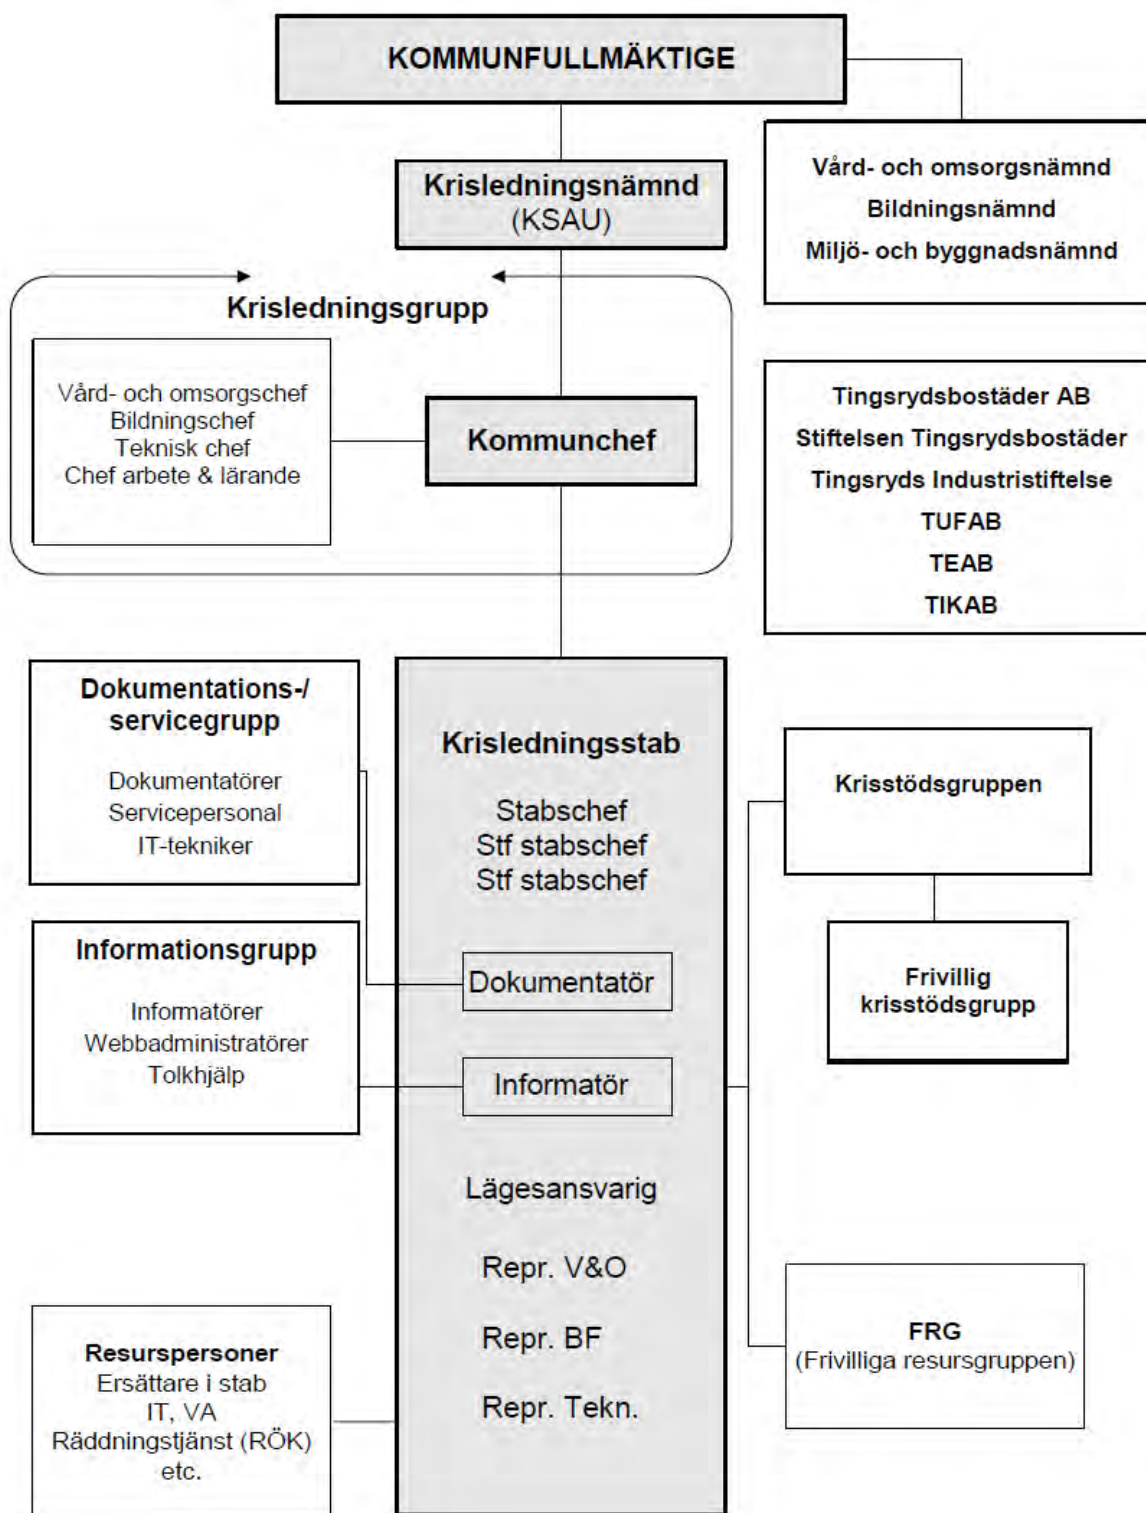 KOMMUNFULLMÄKTIGE
Krisledningsnämnd
(KSAU)
Vård- och omsorgsnämnd
Bildningsnämnd
Miljö- och byggnadsnämnd
Krisledningsgrupp
Vård- och omsorgschef
Bildningschef
Teknisk chef
Chef arbete & lärande
Kommunchef
Tingsrydsbostäder AB
Stiftelsen Tingsrydsbostäder
Tingsryds Industristiftelse
TUFAB
TEAB
TIKAB
Dokumentations-/
servicegrupp
Dokumentatörer
Servicepersonal
IT-tekniker
Informationsgrupp
Informatörer
Webbadministratörer
Tolkhjälp
Resurspersoner
Ersättare i stab
IT, VA
Räddningstjänst (RÖK)
etc.
Krisledningsstab
Stabschef
Stf stabschef
Stf stabschef
Dokumentatör
Informatör
Lägesansvarig
Repr. V&O
Repr. BF
Repr. Tekn.
Krisstödsgruppen
Frivillig
krisstödsgrupp
FRG
(Frivilliga resursgruppen)